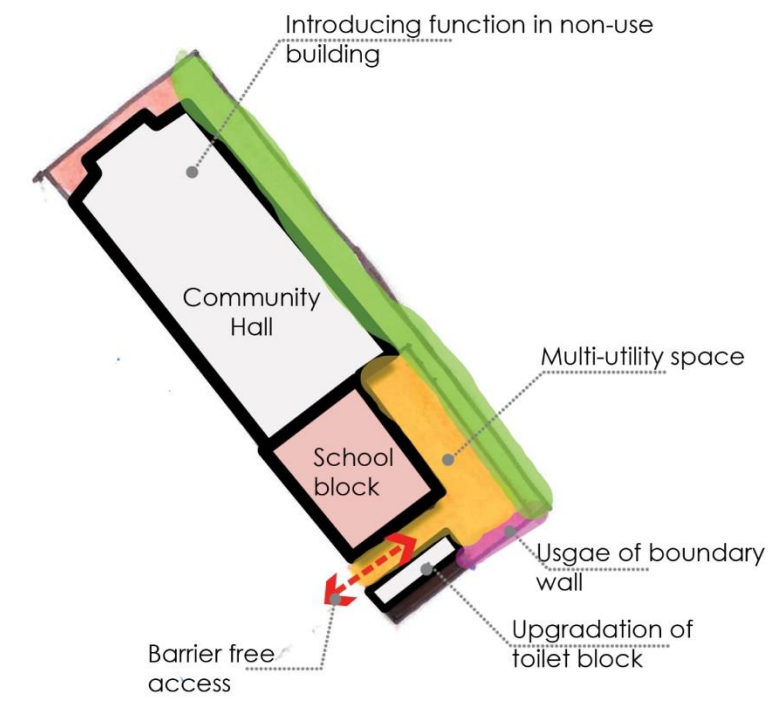 Introducing function in non-use
building
Community
Hall
Multi-utility space
School
block
Usgae of boundary
wall
Upgradation of
toilet block
Barrier free
access